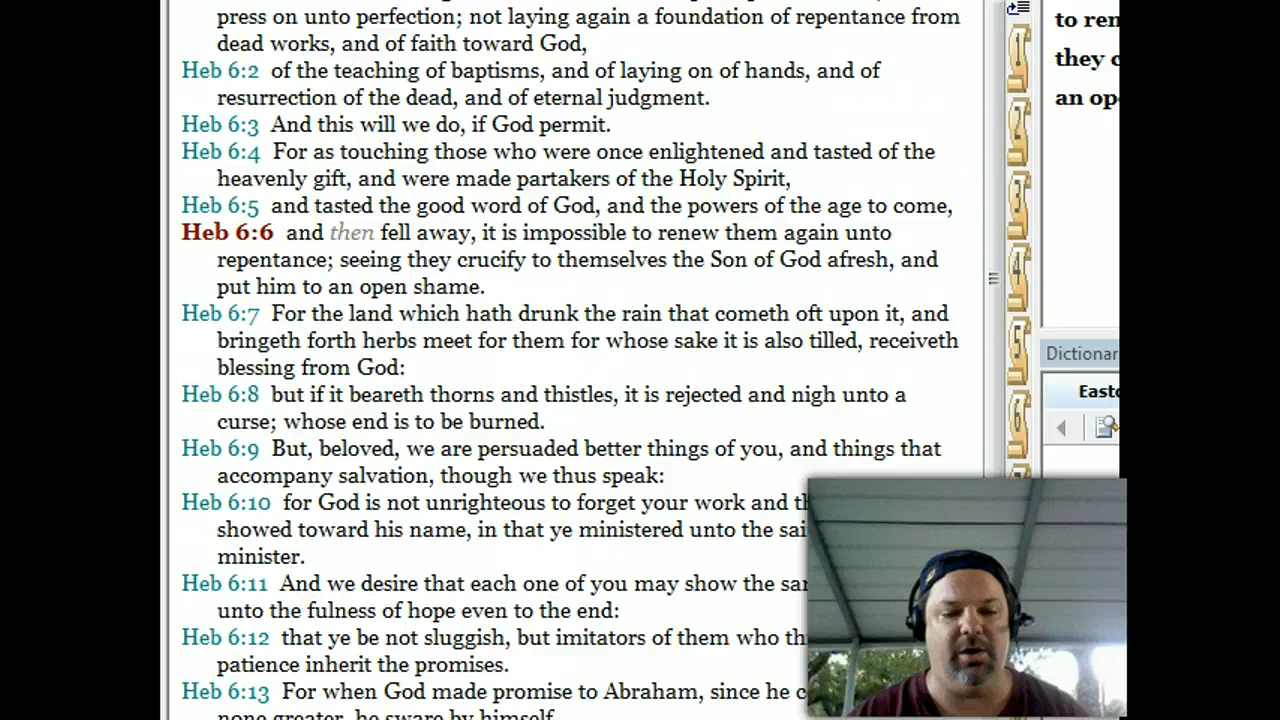 press on unto perfection; not laying again a foundation of repentance from
dead works, and of faith toward God,
Heb 6:2 of the teaching of baptisms, and of laying on of hands, and of
resurrection of the dead, and of eternal judgment.
Heb 6:3 And this will we do, if God permit.
Heb 6:4 For as touching those who were once enlightened and tasted of the
heavenly gift, and were made partakers of the Holy Spirit,
Heb 6:5 and tasted the good word of God, and the powers of the age to come,
Heb 6:6 and then fell away, it is impossible to renew them again unto
repentance; seeing they crucify to themselves the Son of God afresh, and
put him to an open shame.
Heb 6:7 For the land which hath drunk the rain that cometh oft upon it, and
bringeth forth herbs meet for them for whose sake it is also tilled, receiveth
blessing from God:
Heb 6:8 but if it beareth thorns and thistles, it is rejected and nigh unto a
curse; whose end is to be burned.
Heb 6:9 But, beloved, we are persuaded better things of you, and things that
accompany salvation, though we thus speak:
Heb 6:10 for God is not unrighteous to forget your work and
showed toward his name, in that ye ministered unto the
minister.
Heb 6:11 And we desire that each one of you may show the
unto the fulness of hope even to the end:
Heb 6:12 that ye be not sluggish, but imitators of them who
patience inherit the promises.
Heb 6:13 For when God made promise to Abraham, since he
none greater, he sware by himself
1
2
3
4
5
6
to
they
an